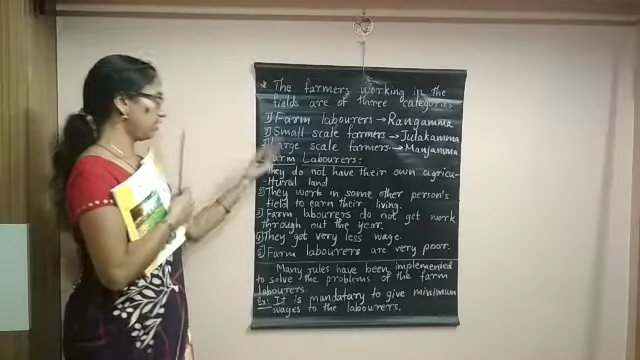 * The farmers working in the
fields are of three categories
1) Farm labourers → Rangamma
2) Small scale farmers → Julakamma
3) Large scale farmers → Manjamma
Farm Labourers:
They do not have their own agricu-
-ltural land
2) They work in some other person's
field to earn their living.
3) Farm labourers do not get work
through out the year.
4) They get very less wage.
5) Farm labourers are very poor.
Many rules have been implemented
to solve the problems of the farm
labourers
Ex: It is mandatary to give minimum
wages to the labourers.